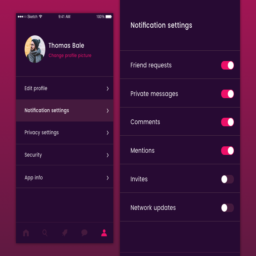 Sketch
9:41 AM
100%
Thomas Bale
Change profile picture
Edit profile
Notification settings
Privacy settings
Security
App info
Notification settings
Friend requests
Private messages
Comments
Mentions
Invites
Network updates